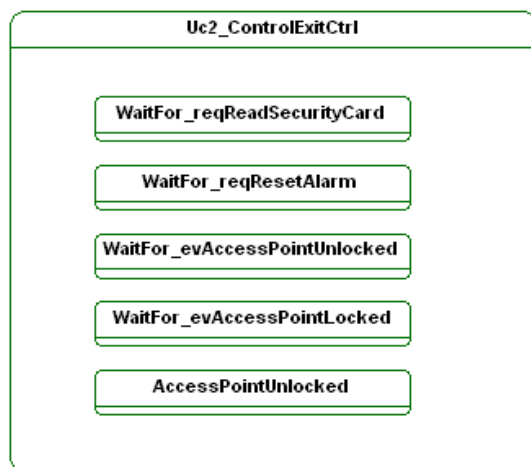 Uc2_ControlExitCtrl
WaitFor_reqReadSecurityCard
WaitFor_reqResetAlarm
WaitFor_evAccessPointUnlocked
WaitFor_evAccessPointLocked
AccessPointUnlocked